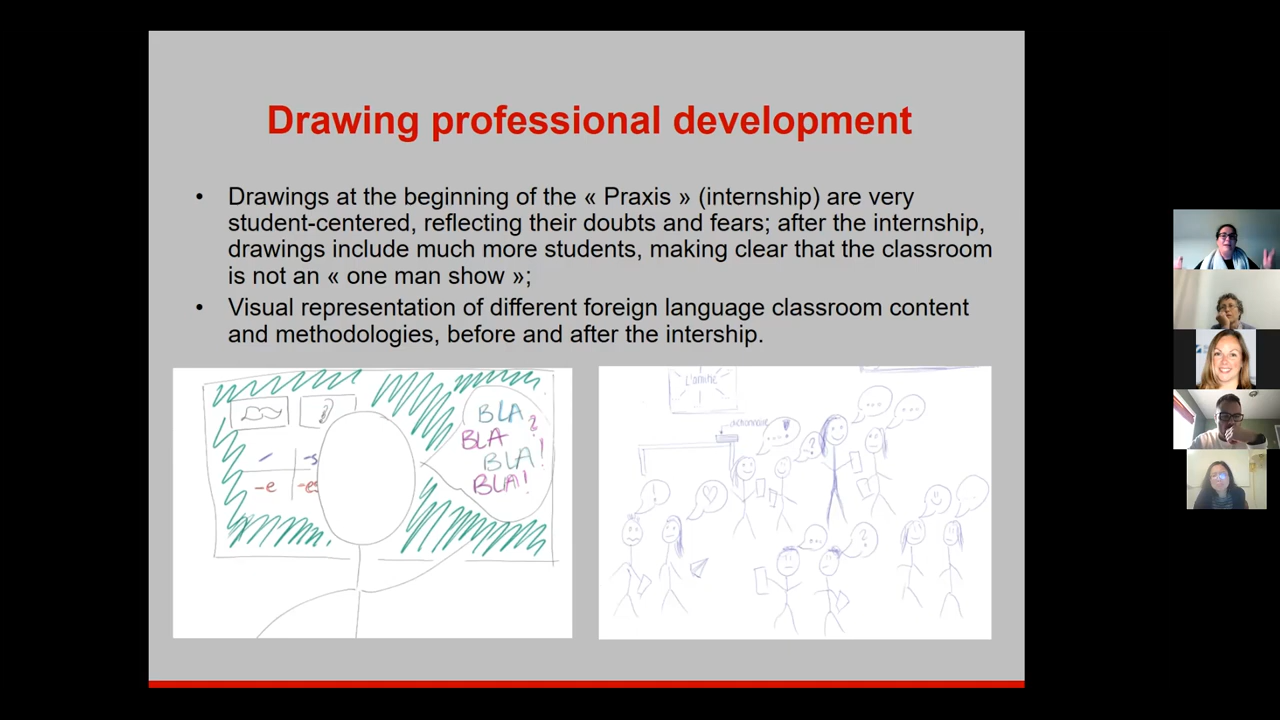 Drawing professional development
• Drawings at the beginning of the « Praxis » (internship) are very
student-centered, reflecting their doubts and fears; after the internship,
drawings include much more students, making clear that the classroom
is not an « one man show »;
• Visual representation of different foreign language classroom content
and methodologies, before and after the intership.
BLA
BLA ?
BLA !
BLA!
-e
?
...
...
!
?
...
?